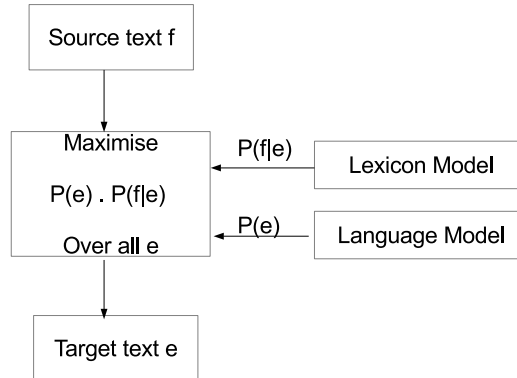 Source text f
Maximise
P(e) . P(f|e)
Over all e
P(f|e)
Lexicon Model
P(e)
Language Model
Target text e